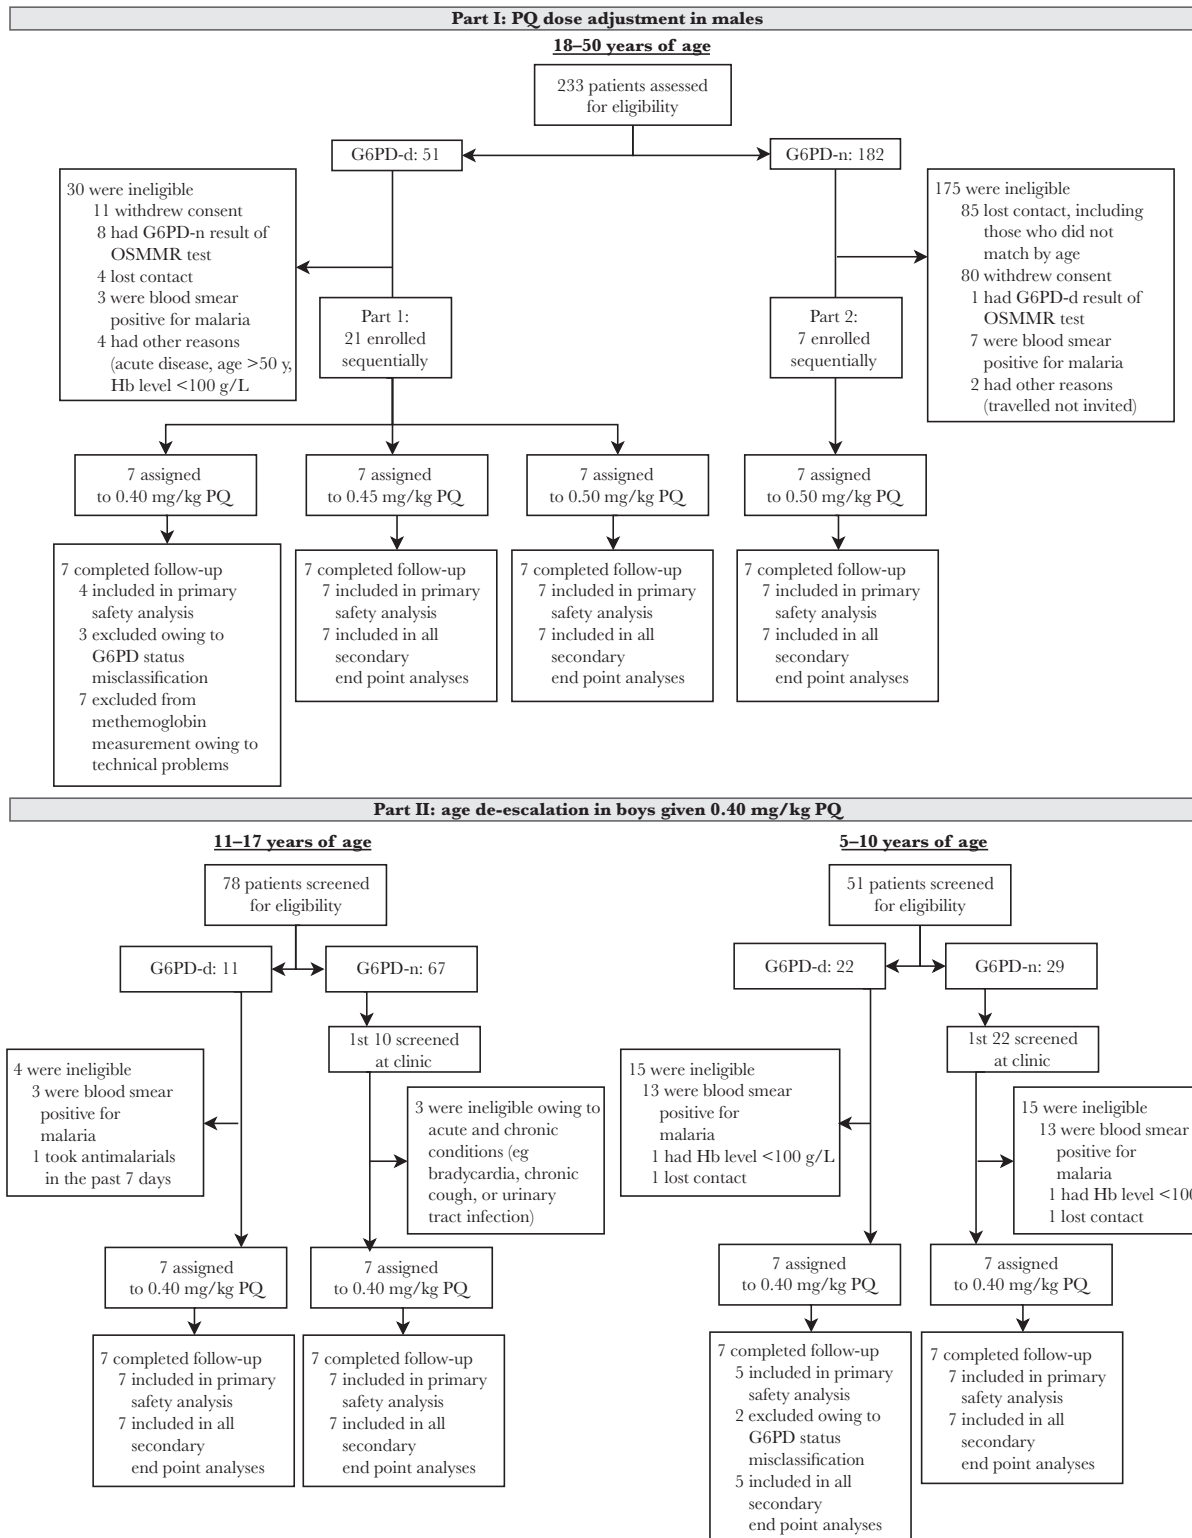 Part I: PQ dose adjustment in males
18–50 years of age
233 patients assessed
for eligibility
G6PD-d: 51
G6PD-n: 182
30 were ineligible
11 withdrew consent
8 had G6PD-n result of
OSMMR test
4 lost contact
3 were blood smear
positive for malaria
4 had other reasons
(acute disease, age >50 y,
Hb level <100 g/L
175 were ineligible
85 lost contact, including
those who did not
match by age
80 withdrew consent
1 had G6PD-d result of
OSMMR test
7 were blood smear
positive for malaria
2 had other reasons
(travelled not invited)
Part 1:
21 enrolled
sequentially
Part 2:
7 enrolled
sequentially
7 assigned
to 0.40 mg/kg PQ
7 assigned
to 0.45 mg/kg PQ
7 assigned
to 0.50 mg/kg PQ
7 assigned
to 0.50 mg/kg PQ
7 completed follow-up
4 included in primary
safety analysis
3 excluded owing to
G6PD status
misclassification
7 excluded from
methemoglobin
measurement owing to
technical problems
7 completed follow-up
7 included in primary
safety analysis
7 included in all
secondary
end point analyses
7 completed follow-up
7 included in primary
safety analysis
7 included in all
secondary
end point analyses
7 completed follow-up
7 included in primary
safety analysis
7 included in all
secondary
end point analyses
Part II: age de-escalation in boys given 0.40 mg/kg PQ
11–17 years of age
78 patients screened
for eligibility
G6PD-d: 11
G6PD-n: 67
1st 10 screened
at clinic
4 were ineligible
3 were blood smear
positive for
malaria
1 took antimalarials
in the past 7 days
3 were ineligible owing to
acute and chronic
conditions (eg
bradycardia, chronic
cough, or urinary
tract infection)
7 assigned
to 0.40 mg/kg PQ
7 assigned
to 0.40 mg/kg PQ
7 completed follow-up
7 included in primary
safety analysis
7 included in all
secondary
end point analyses
7 completed follow-up
7 included in primary
safety analysis
7 included in all
secondary
end point analyses
5–10 years of age
51 patients screened
for eligibility
G6PD-d: 22
G6PD-n: 29
1st 22 screened
at clinic
15 were ineligible
13 were blood smear
positive for
malaria
1 had Hb level <100 g/L
1 lost contact
15 were ineligible
13 were blood smear
positive for
malaria
1 had Hb level <100
1 lost contact
7 assigned
to 0.40 mg/kg PQ
7 assigned
to 0.40 mg/kg PQ
7 completed follow-up
5 included in primary
safety analysis
2 excluded owing to
G6PD status
misclassification
5 included in all
secondary
end point analyses
7 completed follow-up
7 included in primary
safety analysis
7 included in all
secondary
end point analyses